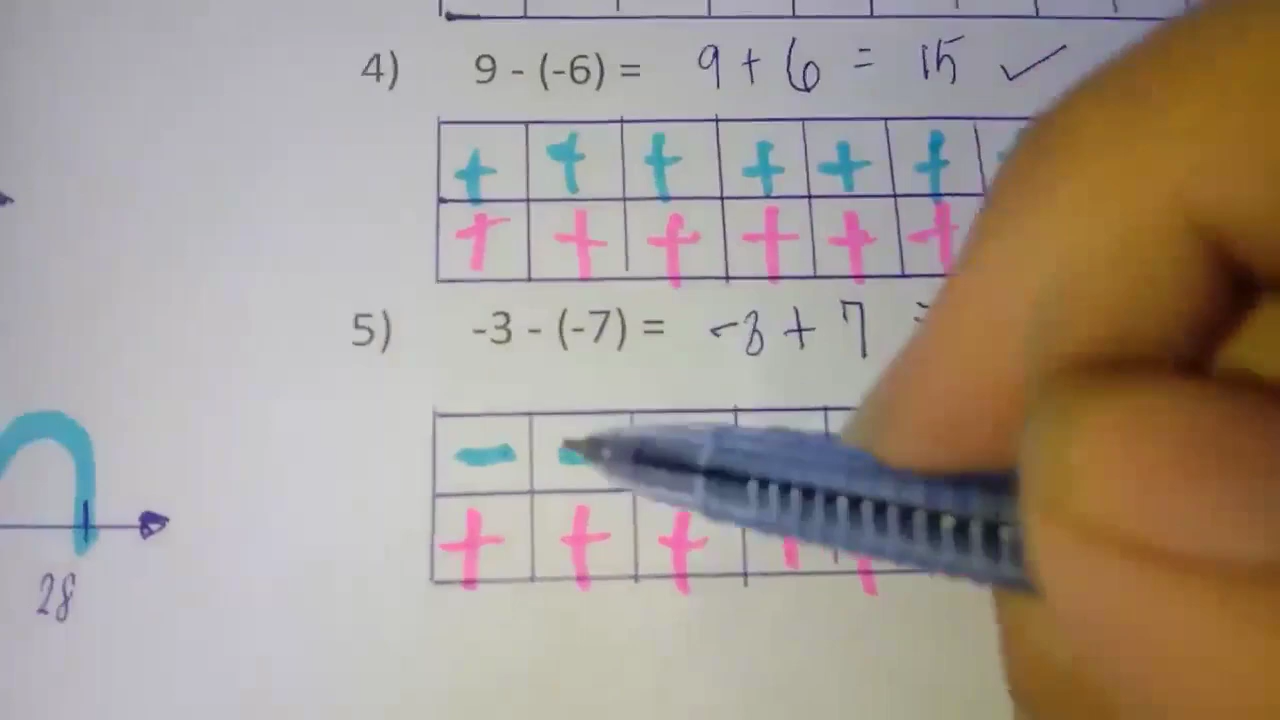 4) 9 - (-6) = 9 + 6 = 15 ✓
+ + + + + +
+ + + + + +
5) -3 - (-7) = -3 + 7 =
- -
+ + + + +
28